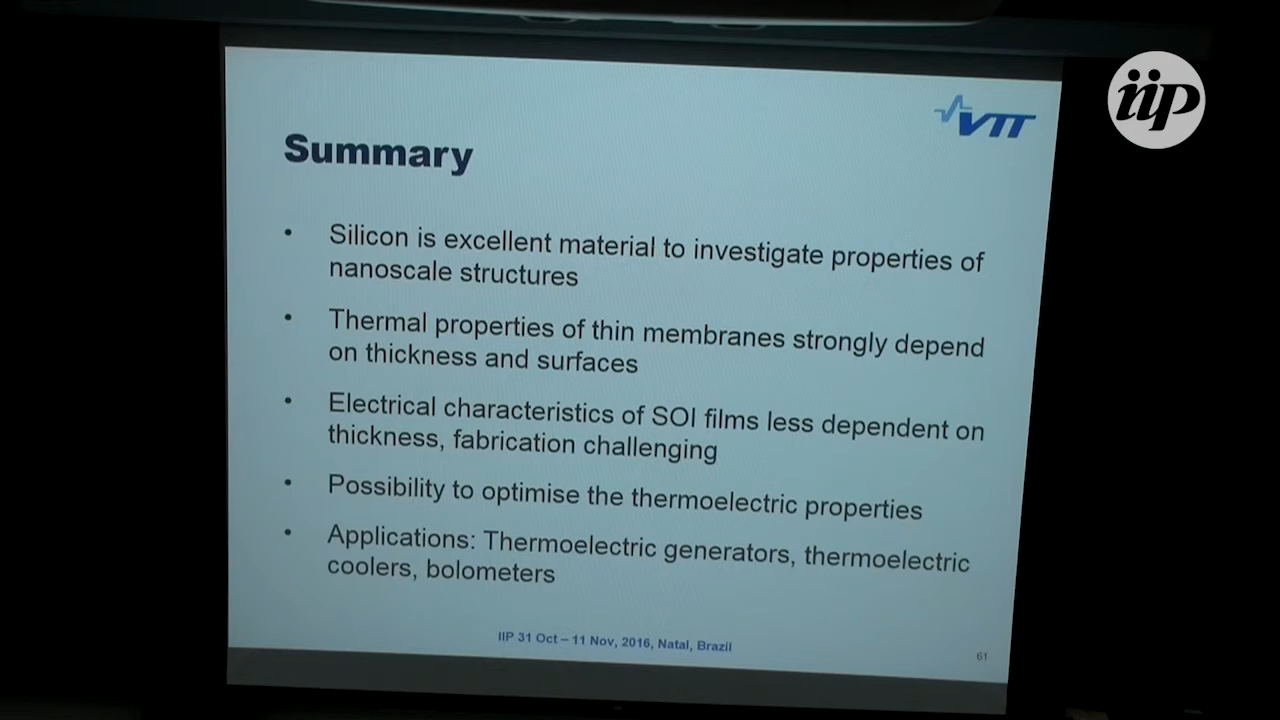 iip
VTT
Summary
• Silicon is excellent material to investigate properties of
nanoscale structures
• Thermal properties of thin membranes strongly depend
on thickness and surfaces
• Electrical characteristics of SOI films less dependent on
thickness, fabrication challenging
• Possibility to optimise the thermoelectric properties
• Applications: Thermoelectric generators, thermoelectric
coolers, bolometers
IIP 31 Oct – 11 Nov, 2016, Natal, Brazil
61